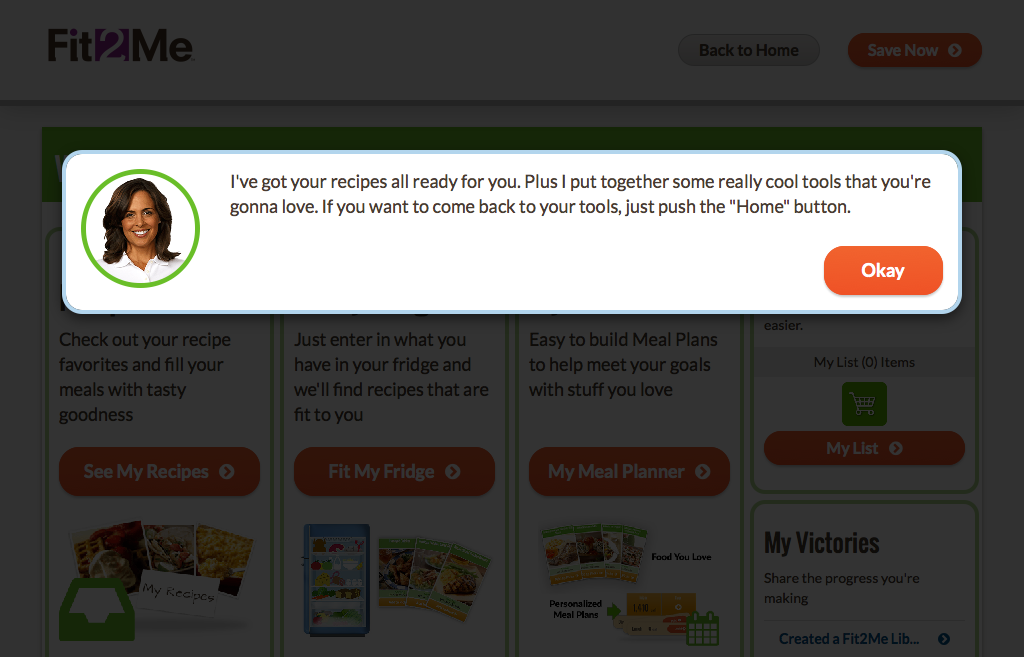 Fit2Me
Back to Home
Save Now
I've got your recipes all ready for you. Plus I put together some really cool tools that you're
gonna love. If you want to come back to your tools, just push the "Home" button.
Okay
Check out your recipe
favorites and fill your
meals with tasty
goodness
See My Recipes
My Recipes
Just enter in what you
have in your fridge and
we'll find recipes that are
fit to you
Fit My Fridge
Easy to build Meal Plans
to help meet your goals
with stuff you love
My Meal Planner
Food You Love
Personalized
Meal Plans
easier.
My List (0) Items
My List
My Victories
Share the progress you're
making
Created a Fit2Me Lib...